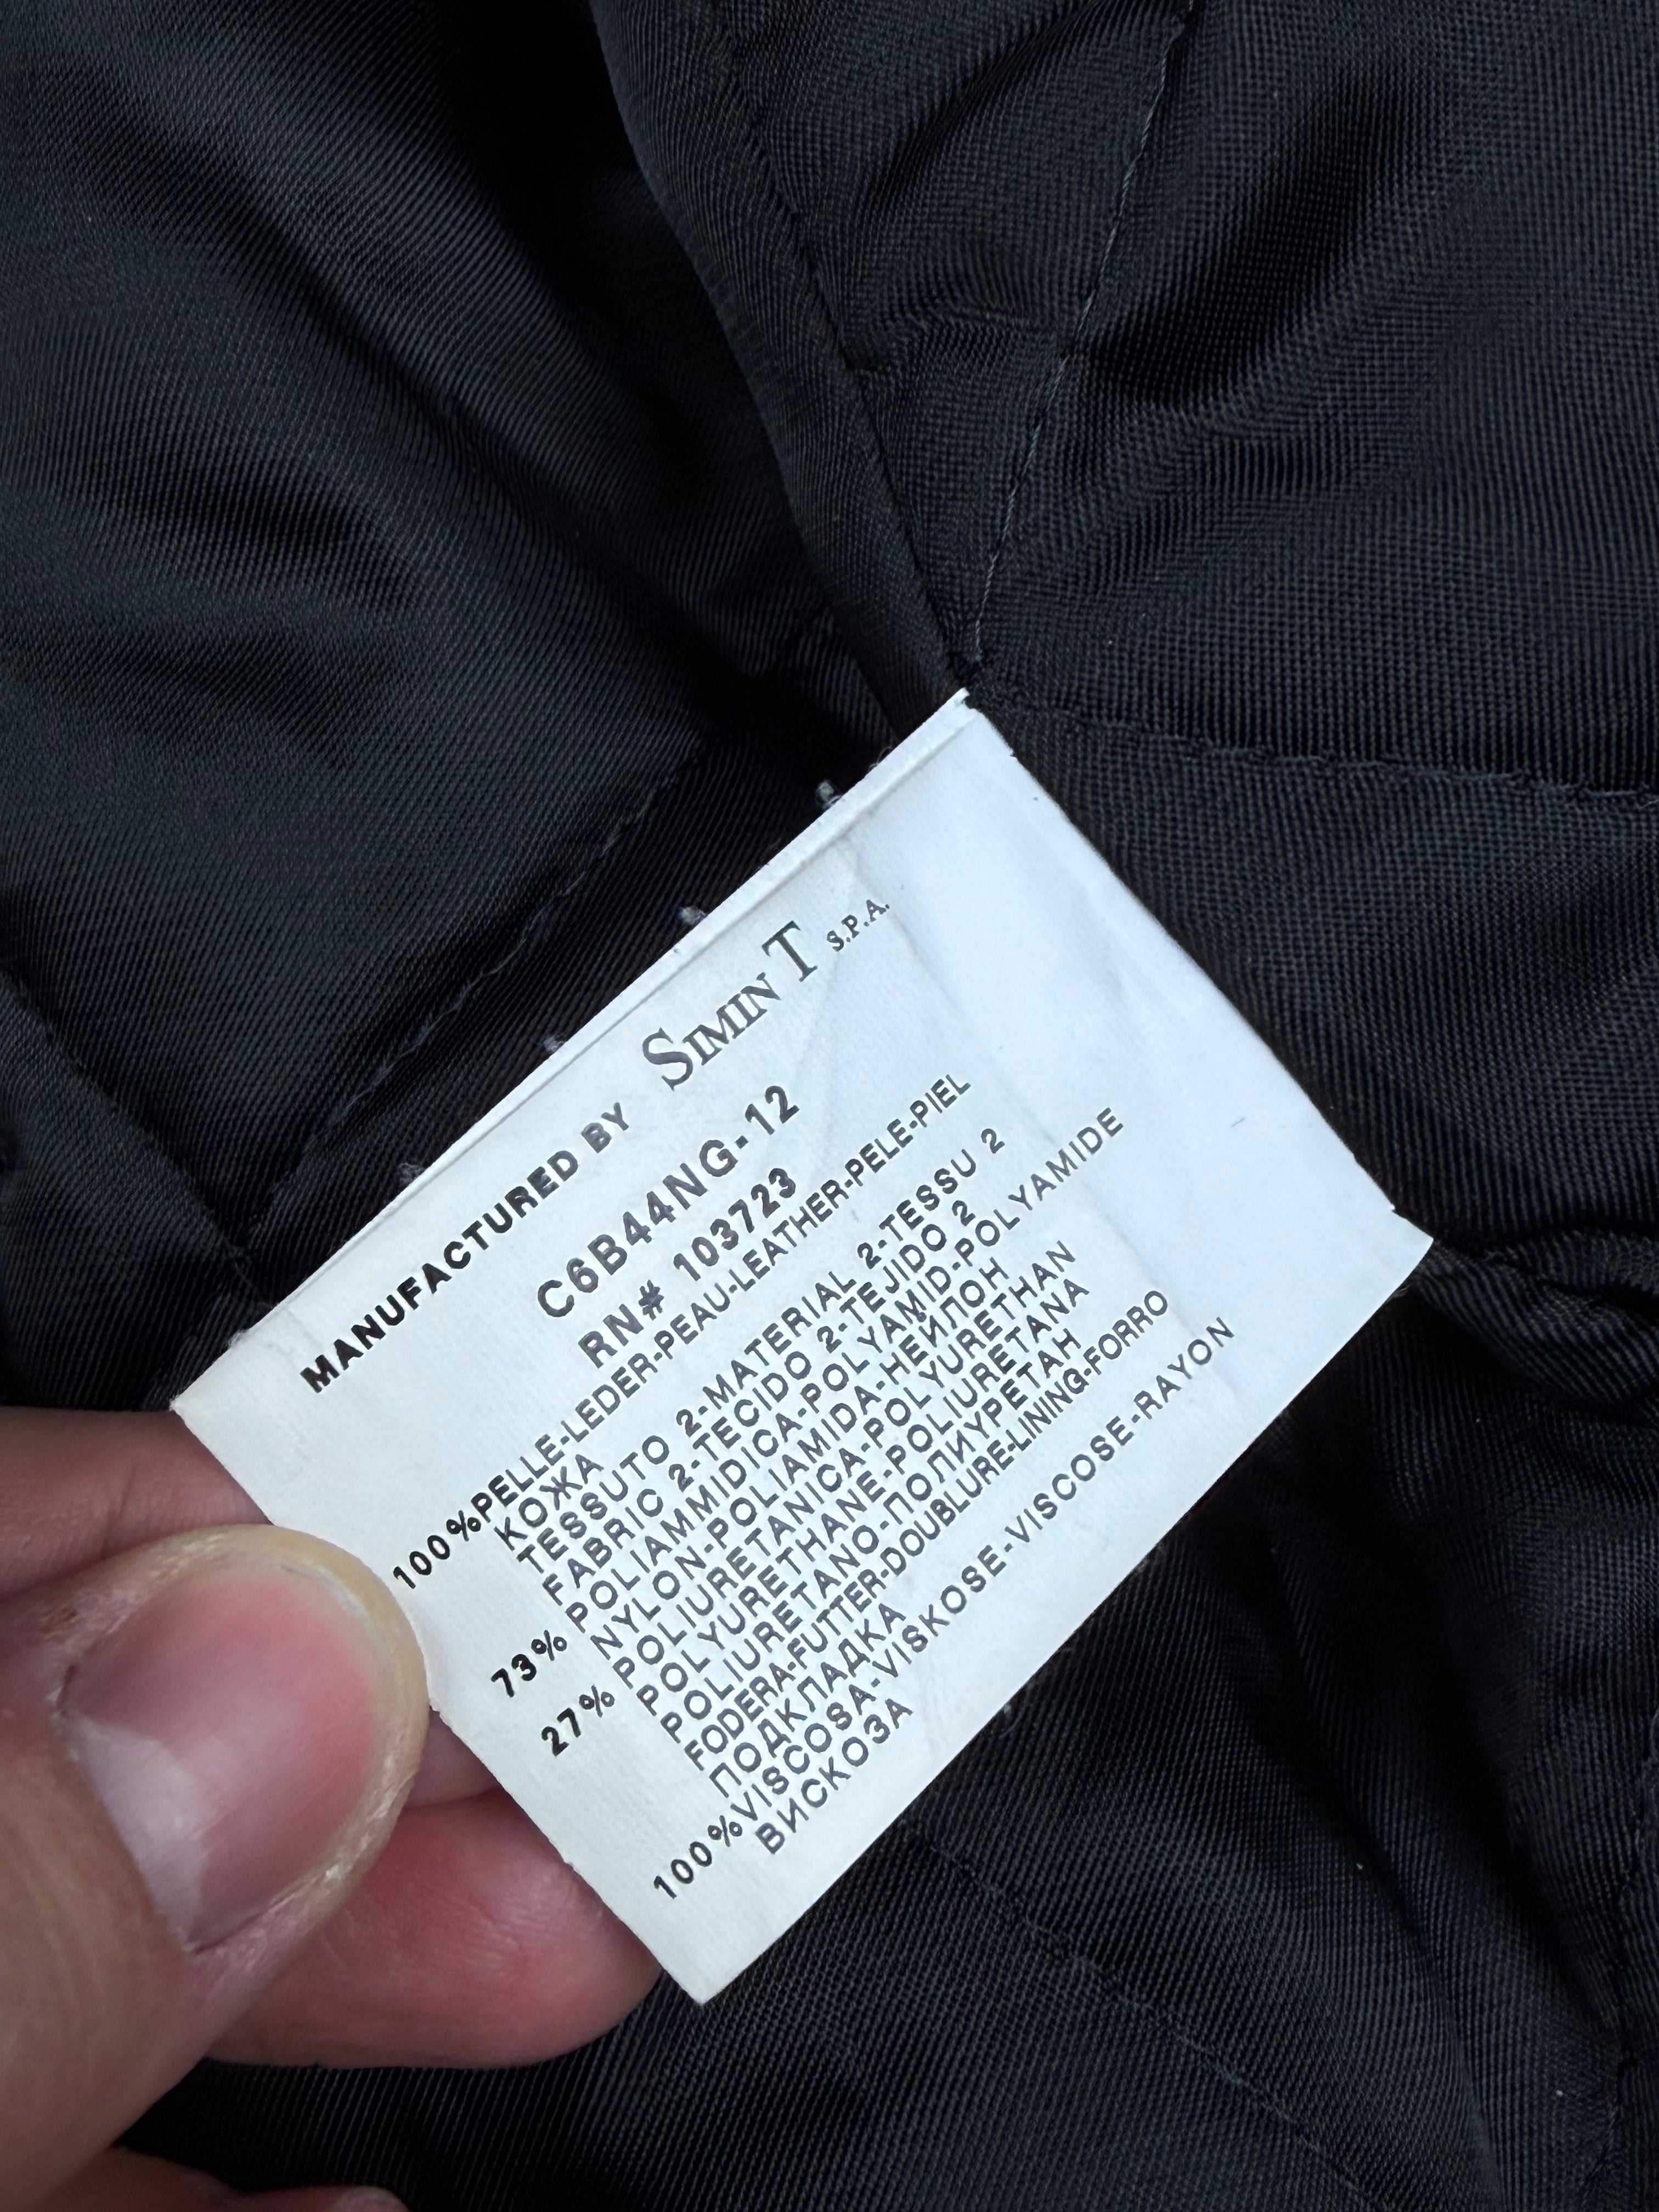 MANUFACTURED BY SIMIN T S.P.A.
C6B44NG-12
RN# 103723
100%PELLE-LEDER-PEAU-LEATHER-PELE-PIEL
КОЖА
TESSUTO 2-MATERIAL 2-TESSU 2
FABRIC 2-TECIDO 2-TEJIDO 2
73% POLIAMMIDICA-POLYAMID-POLYAMIDE
NYLON-POLIAMIDA-НЕЙЛОН
27% POLIURETANICA-POLYURETHAN
POLYURETHANE-POLIURETANA
POLIURETANO-ПОЛИУРЕТАН
FODERA-FUTTER-DOUBLURE-LINING-FORRO
ПОДКЛАДКА
100%VISCOSA-VISKOSE-VISCOSE-RAYON
ВИСКОЗА